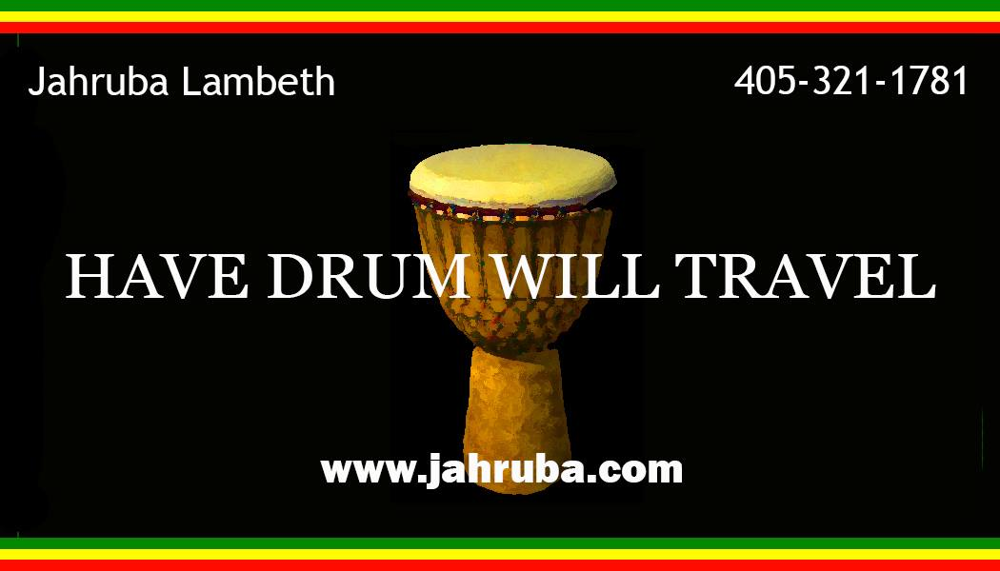 Jahruba Lambeth
405-321-1781
HAVE DRUM WILL TRAVEL
www.jahruba.com